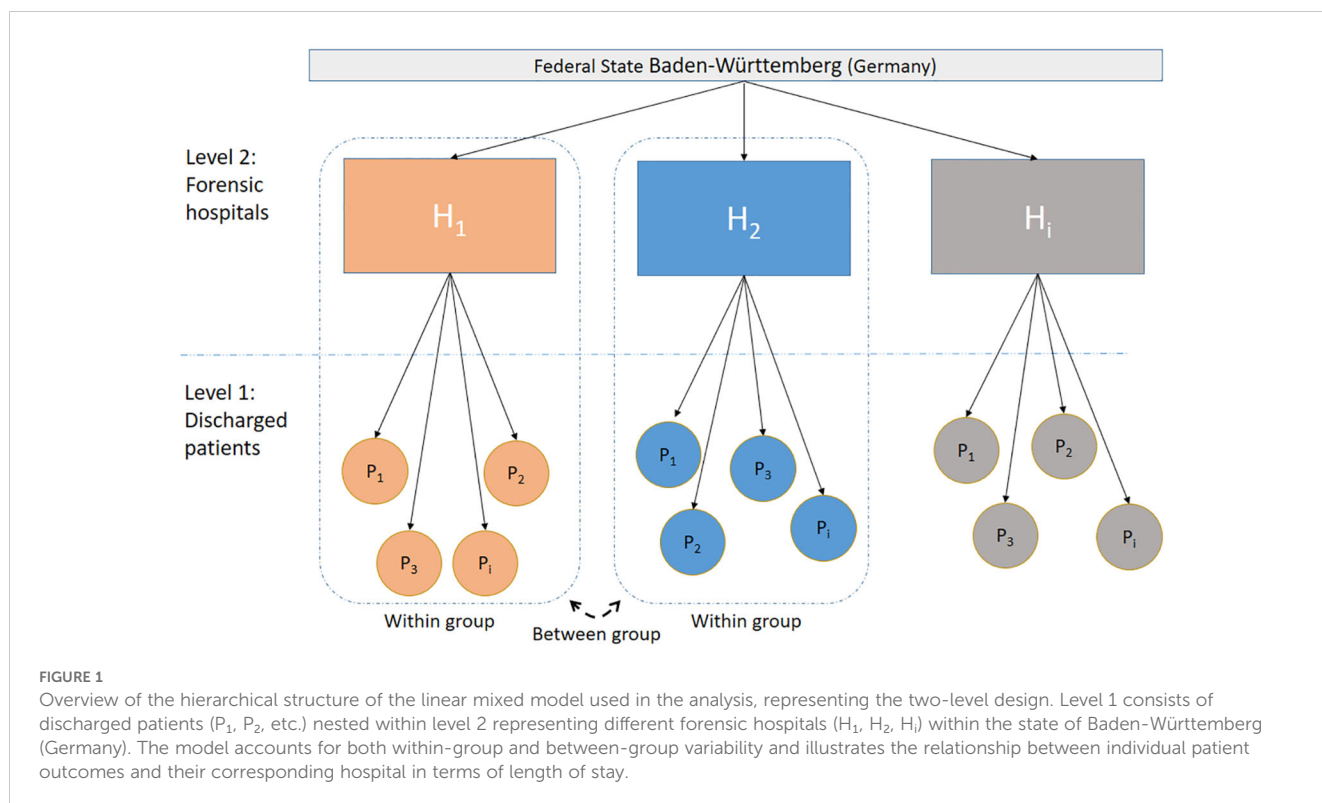 Federal State Baden-Württemberg (Germany)
Level 2:
Forensic
hospitals
H₁
H₂
Hᵢ
Level 1:
Discharged
patients
P₁
P₂
P₃
Pᵢ
P₁
P₃
P₂
Pᵢ
P₁
P₂
P₃
Pᵢ
Within group
Between group
Within group
FIGURE 1
Overview of the hierarchical structure of the linear mixed model used in the analysis, representing the two-level design. Level 1 consists of
discharged patients (P₁, P₂, etc.) nested within level 2 representing different forensic hospitals (H₁, H₂, Hᵢ) within the state of Baden-Württemberg
(Germany). The model accounts for both within-group and between-group variability and illustrates the relationship between individual patient
outcomes and their corresponding hospital in terms of length of stay.